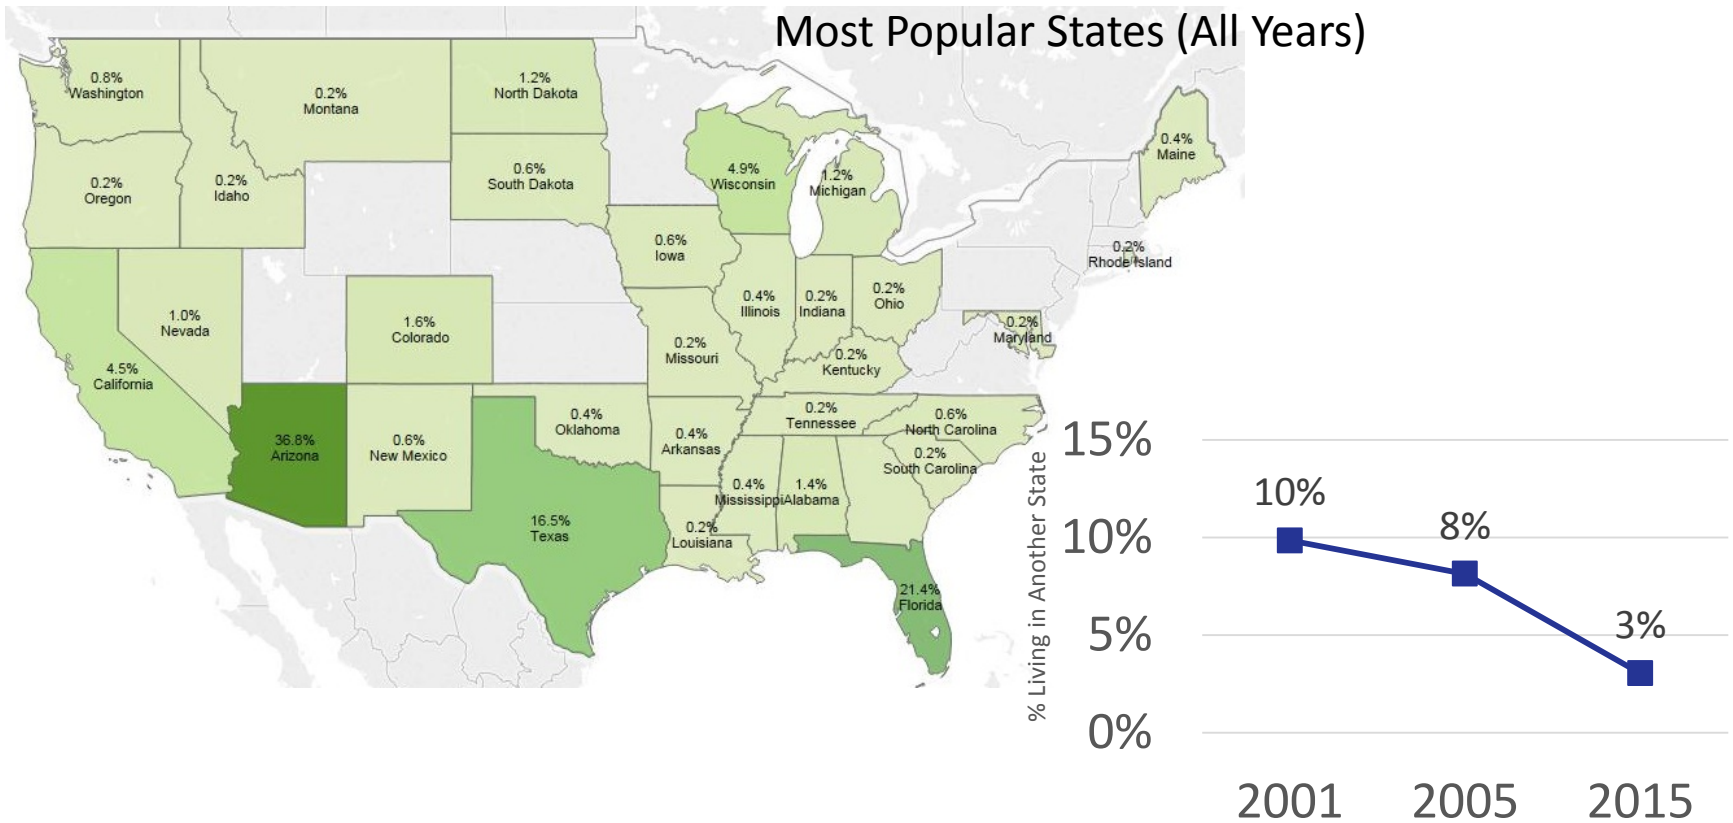 Most Popular States (All Years)
0.8%
Washington
0.2%
Montana
1.2%
North Dakota
0.4%
Maine
0.2%
Oregon
0.2%
Idaho
0.6%
South Dakota
4.9%
Wisconsin
1.2%
Michigan
0.6%
Iowa
0.2%
Rhode Island
1.0%
Nevada
1.6%
Colorado
0.4%
Illinois
0.2%
Indiana
0.2%
Ohio
0.2%
Maryland
4.5%
California
0.2%
Missouri
0.2%
Kentucky
36.8%
Arizona
0.6%
New Mexico
0.4%
Oklahoma
0.4%
Arkansas
0.2%
Tennessee
0.6%
North Carolina
0.2%
South Carolina
16.5%
Texas
0.2%
Louisiana
0.4%
Mississippi
1.4%
Alabama
21.4%
Florida
% Living in Another State
15%
10%
5%
0%
10%
8%
3%
2001
2005
2015